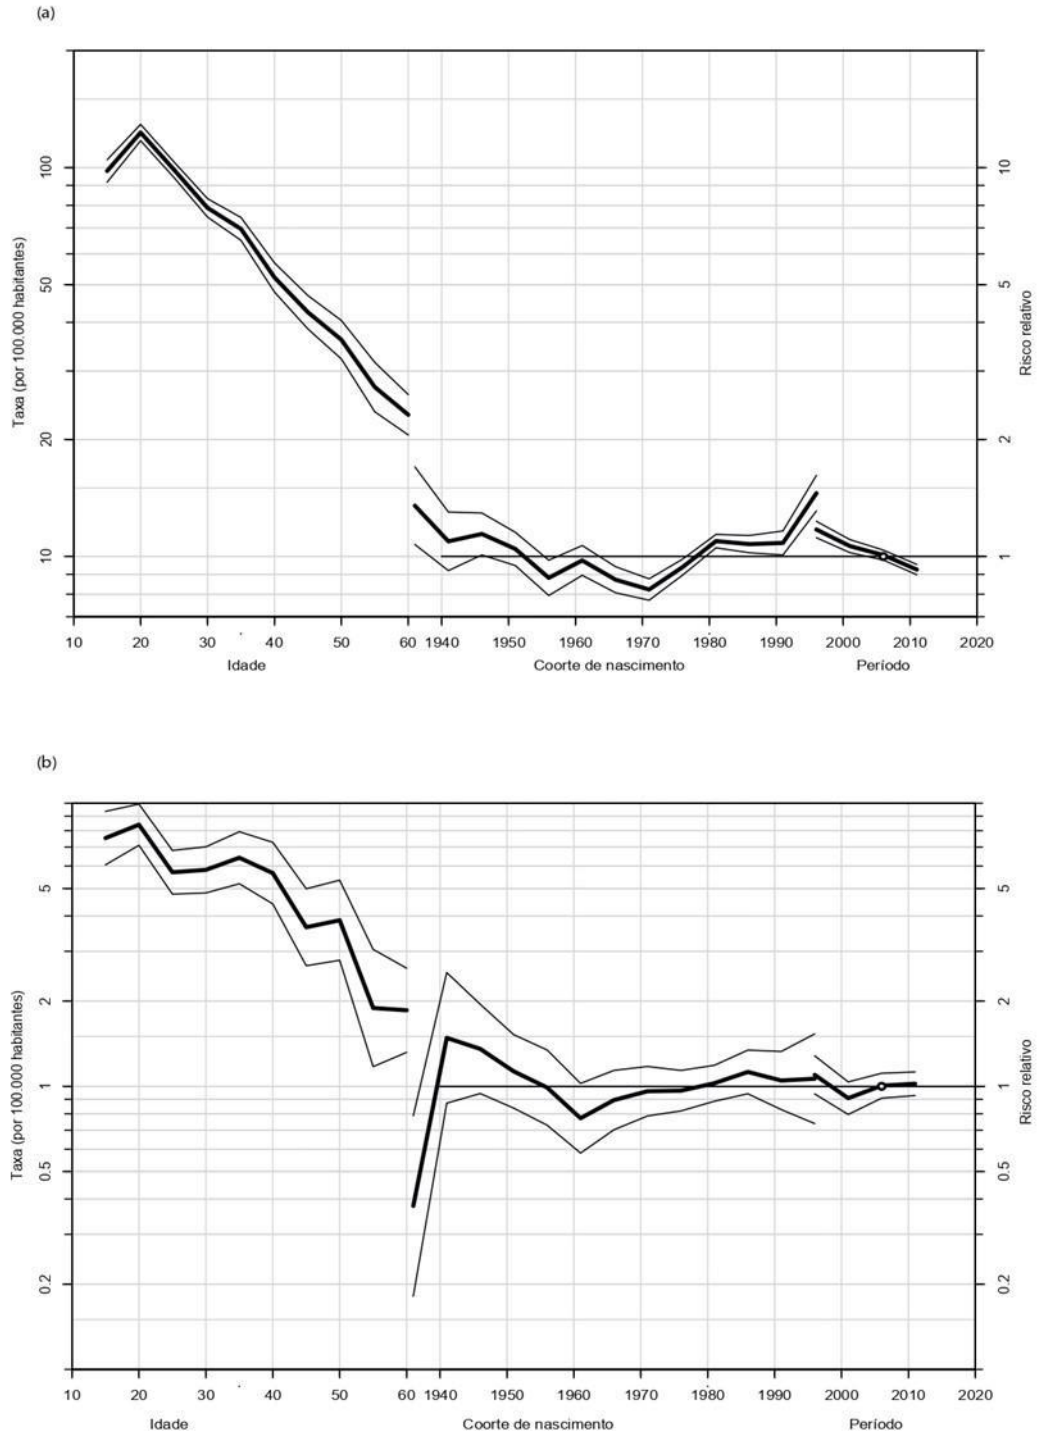 (a)
100
50
20
10
10
5
2
1
Taxa (por 100.000 habitantes)
Risco relativo
10 20 30 40 50 60 1940 1950 1960 1970 1980 1990 2000 2010 2020
Idade Coorte de nascimento Período
(b)
5
2
1
0.5
0.2
5
2
1
0.5
0.2
Taxa (por 100.000 habitantes)
Risco relativo
10 20 30 40 50 60 1940 1950 1960 1970 1980 1990 2000 2010 2020
Idade Coorte de nascimento Período